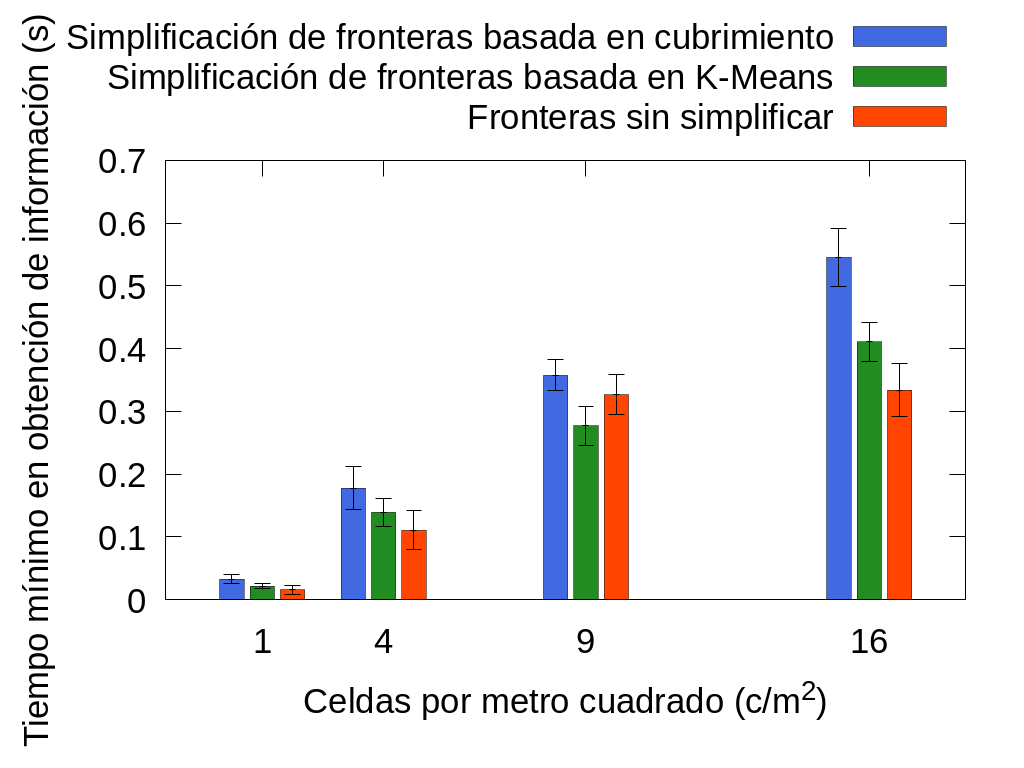 Tiempo mínimo en obtención de información (s)
Simplificación de fronteras basada en cubrimiento
Simplificación de fronteras basada en K-Means
Fronteras sin simplificar
0.7
0.6
0.5
0.4
0.3
0.2
0.1
0
1 4 9 16
Celdas por metro cuadrado (c/m²)